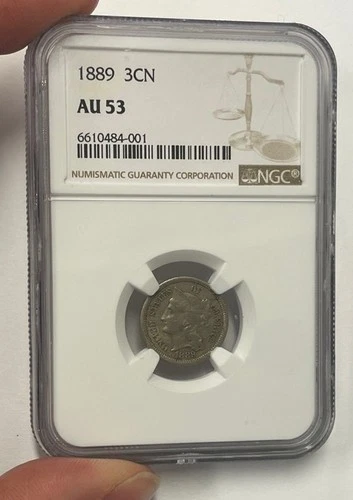 1889 3CN
AU 53
6610484-001
NUMISMATIC GUARANTY CORPORATION NGC®